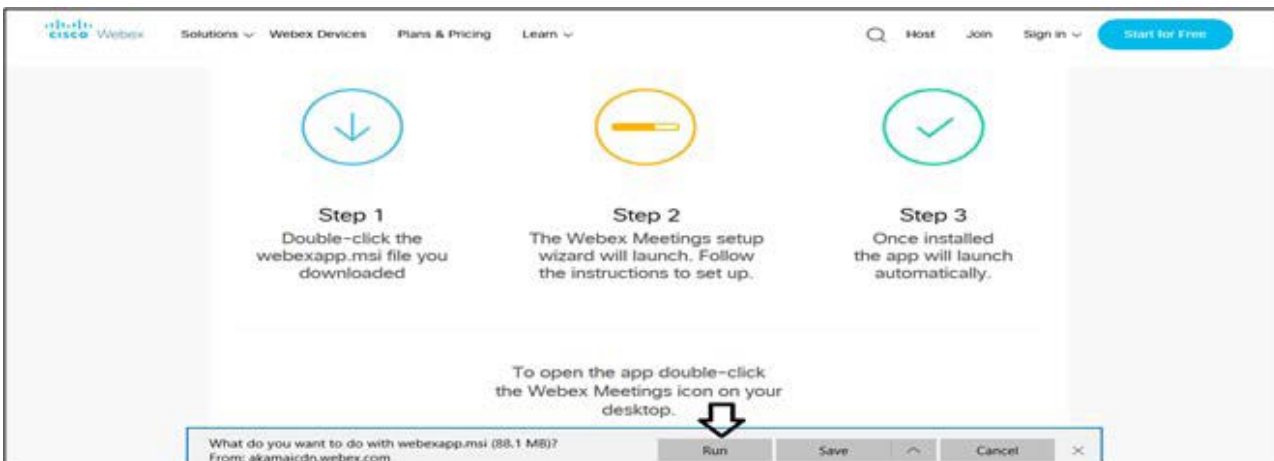 CISCO Webex Solutions Webex Devices Plans & Pricing Learn Host Join Sign in Start for Free
Step 1
Double-click the
webexapp.msi file you
downloaded
Step 2
The Webex Meetings setup
wizard will launch. Follow
the instructions to set up.
Step 3
Once installed
the app will launch
automatically.
To open the app double-click
the Webex Meetings icon on your
desktop.
What do you want to do with webexapp.msi (88.1 MB)?
From: akamaicdn.webex.com
Run Save Cancel